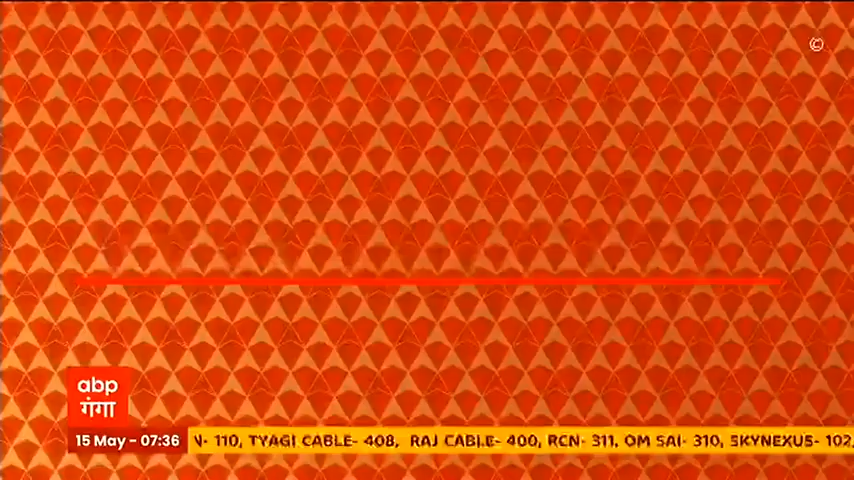 ©
abp
गंगा
15 May - 07:36
N- 110, TYAGI CABLE- 408, RAJ CABLE- 400, RCN- 311, OM SAI- 310, SKYNEXUS- 102,